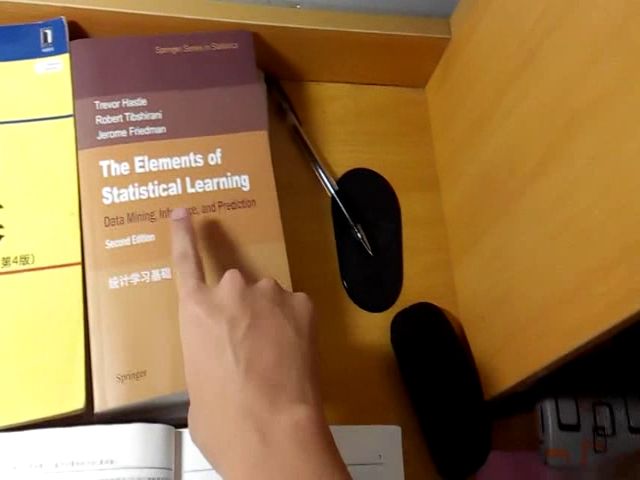 第4版)
Springer Series in Statistics
Trevor Hastie
Robert Tibshirani
Jerome Friedman
The Elements of
Statistical Learning
Data Mining, and Prediction
Second Edition
统计学习基础
Springer